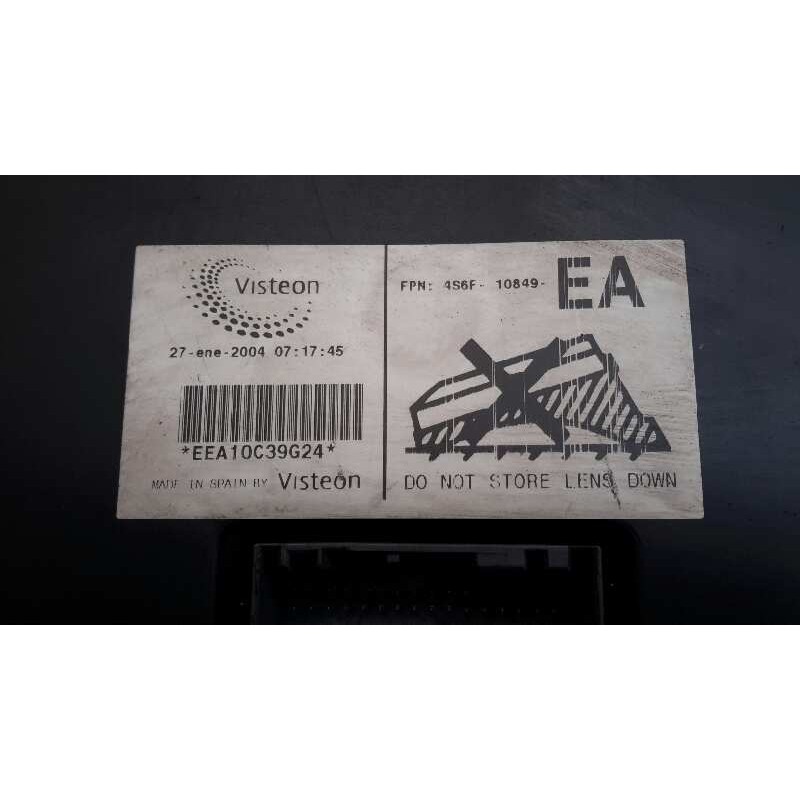 Visteon
27-ene-2004 07:17:45
*EEA10C39G24*
MADE IN SPAIN BY Visteon
FPN: 4S6F- 10849- EA
DO NOT STORE LENS DOWN